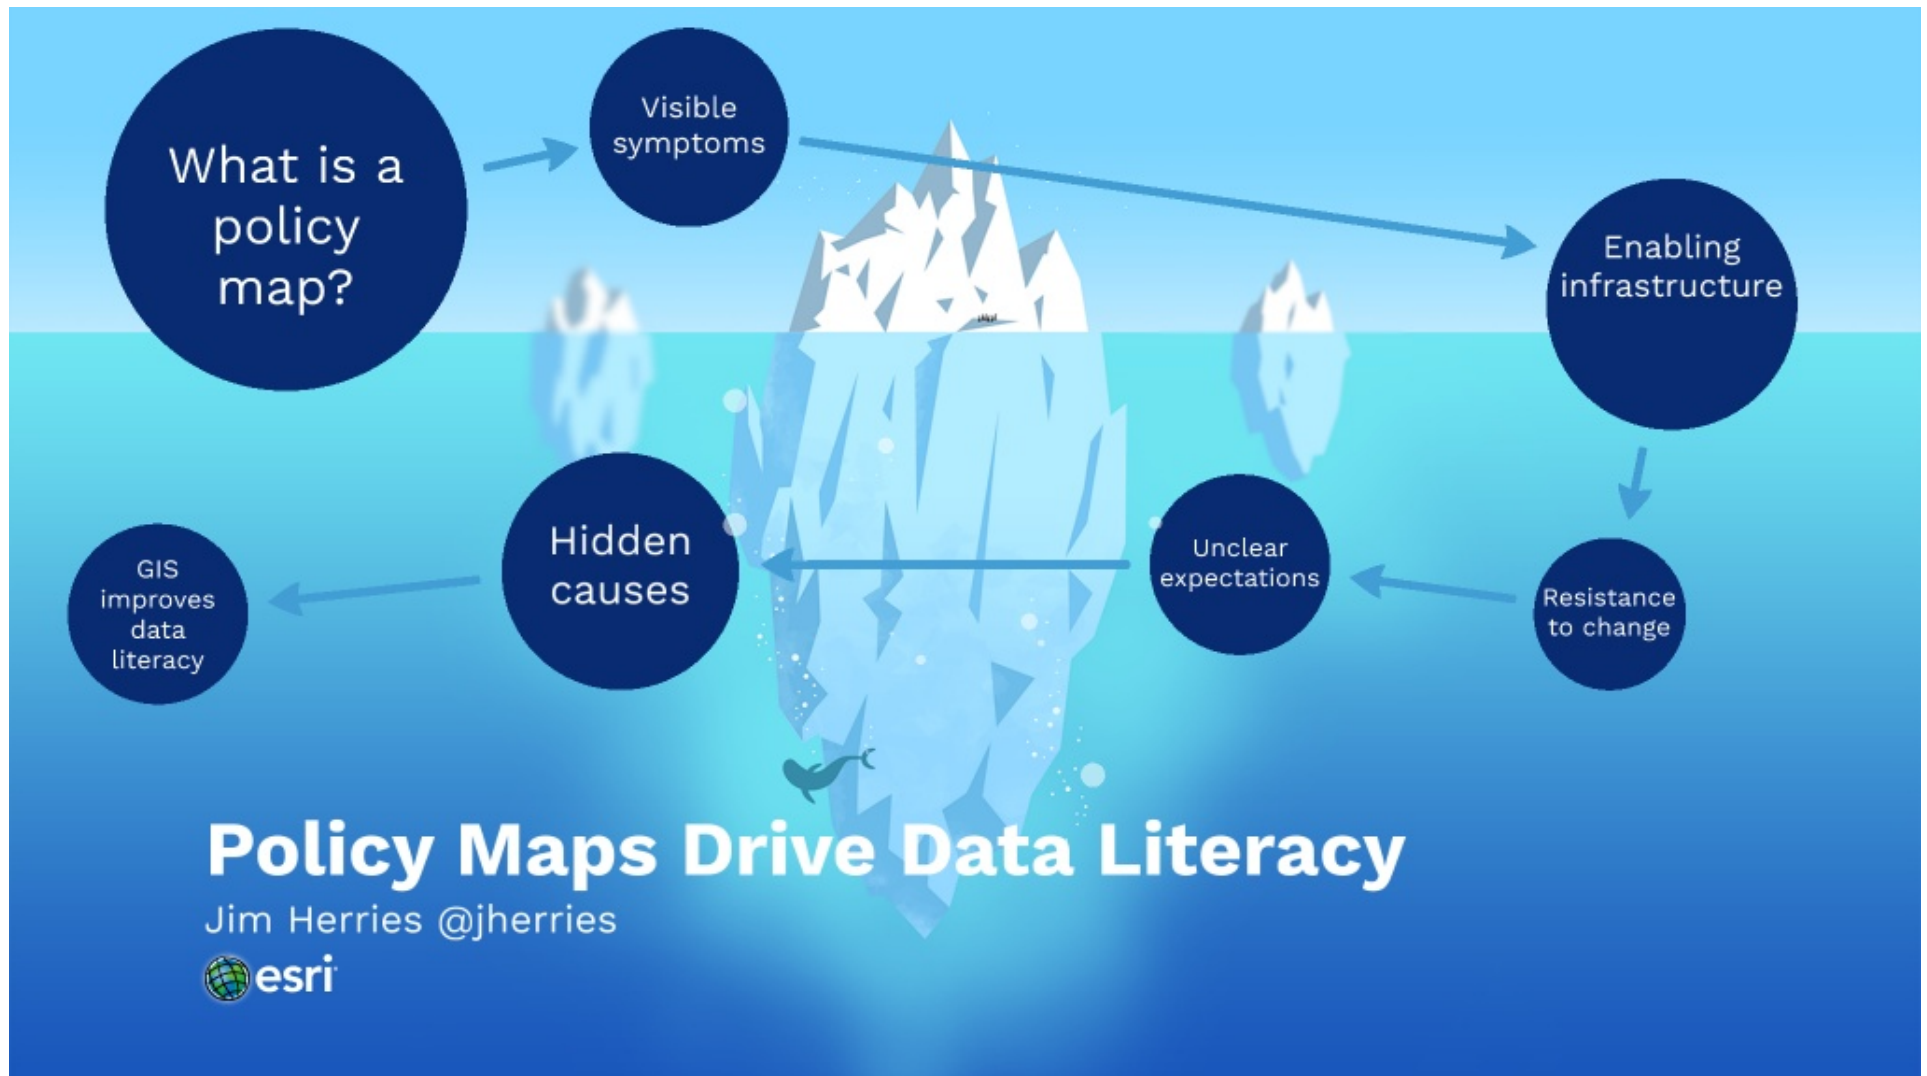 What is a
policy
map?
Visible
symptoms
Enabling
infrastructure
Resistance
to change
Unclear
expectations
Hidden
causes
GIS
improves
data
literacy
Policy Maps Drive Data Literacy
Jim Herries @jherries
esri